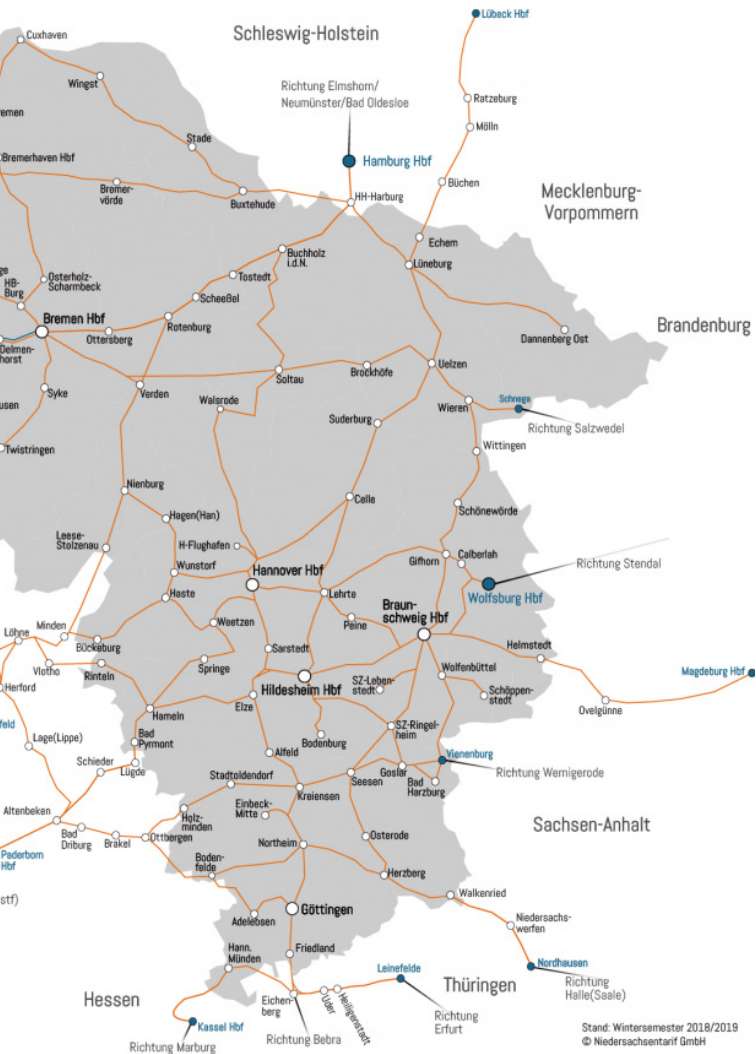 Cuxhaven
Lübeck Hbf
Schleswig-Holstein
Wingst
Richtung Elmshorn/
Neumünster/Bad Oldesloe
Ratzeburg
emen
Mölln
Stade
Bremerhaven Hbf
Hamburg Hbf
Bremer-
vörde
Büchen
Buxtehude
HH-Harburg
Mecklenburg-
Vorpommern
Echem
Buchholz
i.d.N.
Lüneburg
ge
HB-
Burg
Osterholz-
Scharmbeck
Tostedt
Scheeßel
Bremen Hbf
Ottersberg
Rotenburg
Dannenberg Ost
Brandenburg
Delmen-
horst
Soltau
Brockhöfe
Uelzen
Syke
Verden
Walsrode
Wieren
Schnega
usen
Suderburg
Richtung Salzwedel
Twistringen
Wittingen
Nienburg
Celle
Schönewörde
Hagen(Han)
Leese-
Stolzenau
H-Flughafen
Gifhorn
Calberlah
Richtung Stendal
Wunstorf
Hannover Hbf
Lehrte
Wolfsburg Hbf
Haste
Braun-
schweig Hbf
Weetzen
Peine
Löhne
Minden
Bückeburg
Sarstedt
Helmstedt
Vlotho
Rinteln
Springe
Wolfenbüttel
Magdeburg Hbf
Herford
Hildesheim Hbf
SZ-Leben-
stedt
Schöppen-
stedt
Elze
Ovelgünne
feld
Hameln
SZ-Ringel-
heim
Lage(Lippe)
Bad
Pyrmont
Bodenburg
Alfeld
Vienenburg
Schieder
Lügde
Goslar
Richtung Wernigerode
Stadtoldendorf
Seesen
Bad
Harzburg
Kreiensen
Altenbeken
Holz-
minden
Einbeck-
Mitte
Sachsen-Anhalt
Bad
Driburg
Brakel
Ottbergen
Osterode
Northeim
Paderborn
Hbf
Boden-
felde
Herzberg
stf)
Walkenried
Göttingen
Adelebsen
Niedersachs-
werfen
Hann.
Münden
Friedland
Leinefelde
Nordhausen
Thüringen
Richtung
Halle(Saale)
Hessen
Eichen-
berg
Uder
Heiligenstadt
Richtung
Erfurt
Kassel Hbf
Richtung Marburg
Richtung Bebra
Stand: Wintersemester 2018/2019
© Niedersachsentarif GmbH